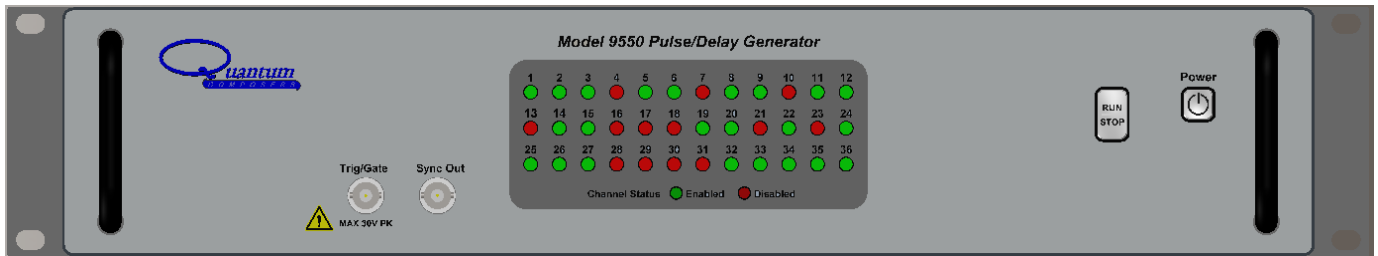 Model 9550 Pulse/Delay Generator
Quantum
COMPOSERS
1 2 3 4 5 6 7 8 9 10 11 12
13 14 15 16 17 18 19 20 21 22 23 24
25 26 27 28 29 30 31 32 33 34 35 36
Channel Status Enabled Disabled
Trig/Gate Sync Out
MAX 30V PK
RUN
STOP
Power